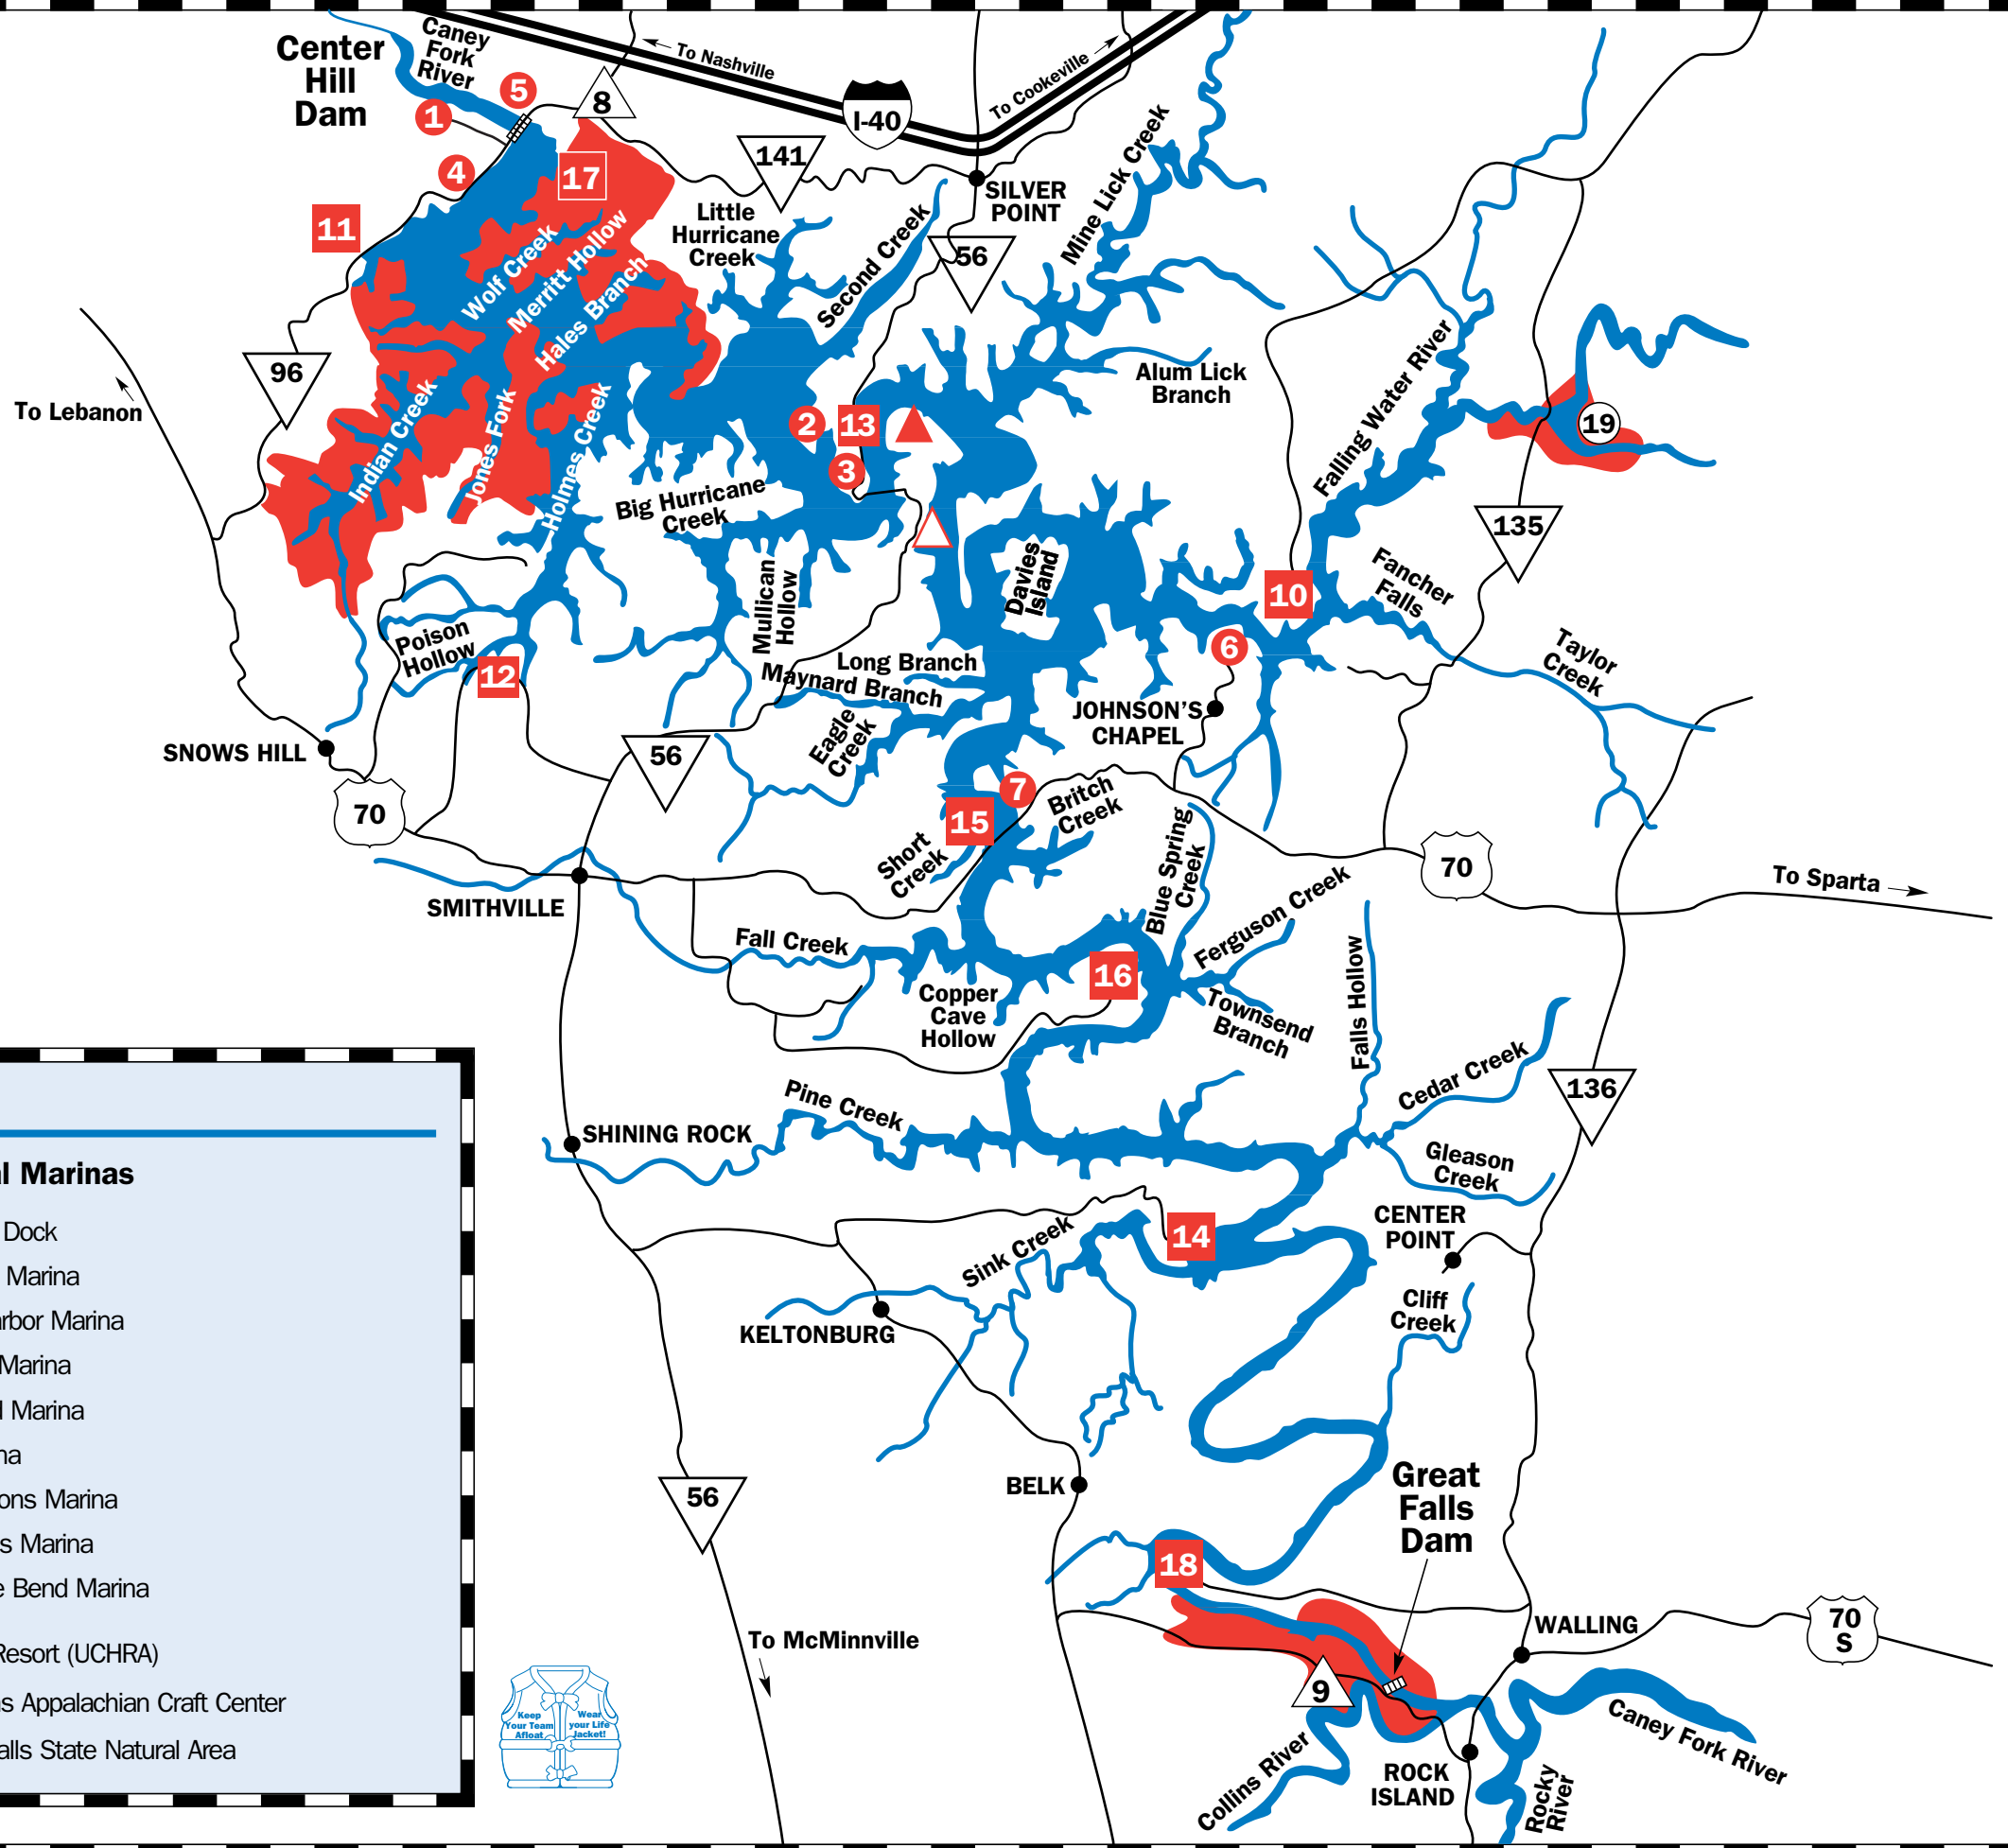 Center
Hill
Dam
Caney
Fork
River
To Nashville
To Cookeville
I-40
5
1
8
4
17
141
11
SILVER
POINT
Mine Lick Creek
Little
Hurricane
Creek
Second Creek
56
Wolf Creek
Merritt Hollow
Hales Branch
96
To Lebanon
Alum Lick
Branch
Falling Water River
19
Indian Creek
Jones Fork
Holmes Creek
2
13
3
Big Hurricane
Creek
135
Mullican
Hollow
Davies
Island
10
Fancher
Falls
Poison
Hollow
12
6
Taylor
Creek
Long Branch
Maynard Branch
Eagle
Creek
JOHNSON'S
CHAPEL
SNOWS HILL
56
70
7
15
Britch
Creek
Short
Creek
Blue Spring
Creek
70
To Sparta
SMITHVILLE
Fall Creek
Ferguson Creek
16
Copper
Cave
Hollow
Townsend
Branch
Falls Hollow
Cedar Creek
136
Pine Creek
SHINING ROCK
Gleason
Creek
CENTER
POINT
14
Sink Creek
Cliff
Creek
KELTONBURG
BELK
Great
Falls
Dam
56
18
To McMinnville
WALLING
70
S
9
Caney Fork River
Collins River
ROCK
ISLAND
Rocky
River
Marinas
Dock
Marina
Marina
Marina
Marina
Marina
Marina
Bend Marina
Resort (UCHRA)
Appalachian Craft Center
State Natural Area
Keep
Your Team
Afloat
Wear
your Life
Jacket!